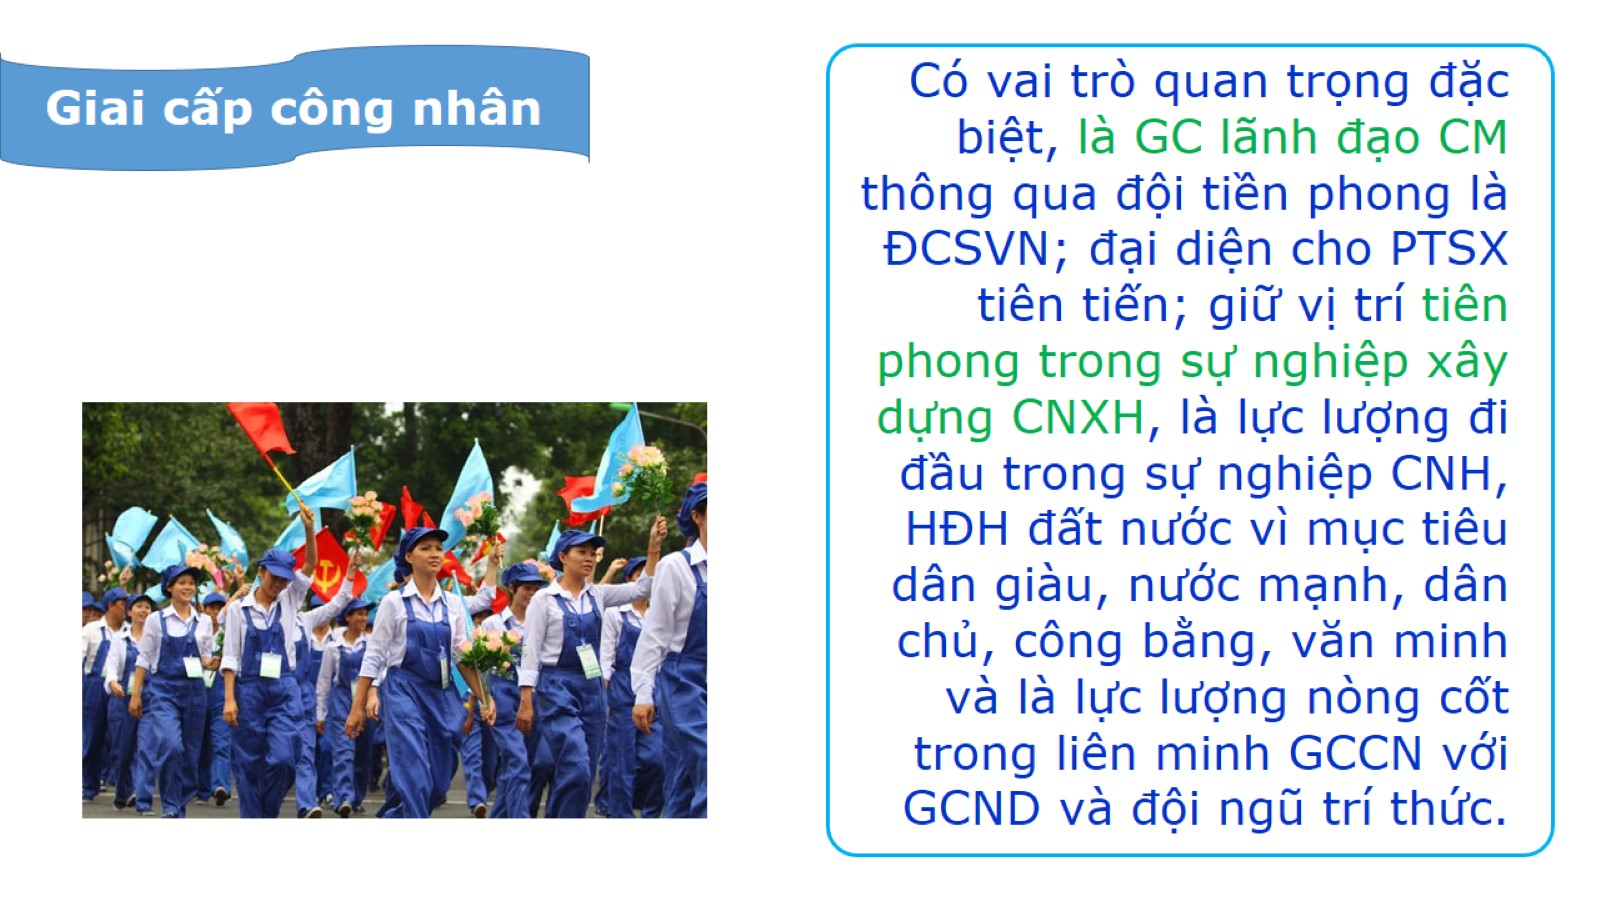 Giai cấp công nhân
Có vai trò quan trọng đặc
biệt, là GC lãnh đạo CM
thông qua đội tiền phong là
ĐCSVN; đại diện cho PTSX
tiên tiến; giữ vị trí tiên
phong trong sự nghiệp xây
dựng CNXH, là lực lượng đi
đầu trong sự nghiệp CNH,
HĐH đất nước vì mục tiêu
dân giàu, nước mạnh, dân
chủ, công bằng, văn minh
và là lực lượng nòng cốt
trong liên minh GCCN với
GCND và đội ngũ trí thức.